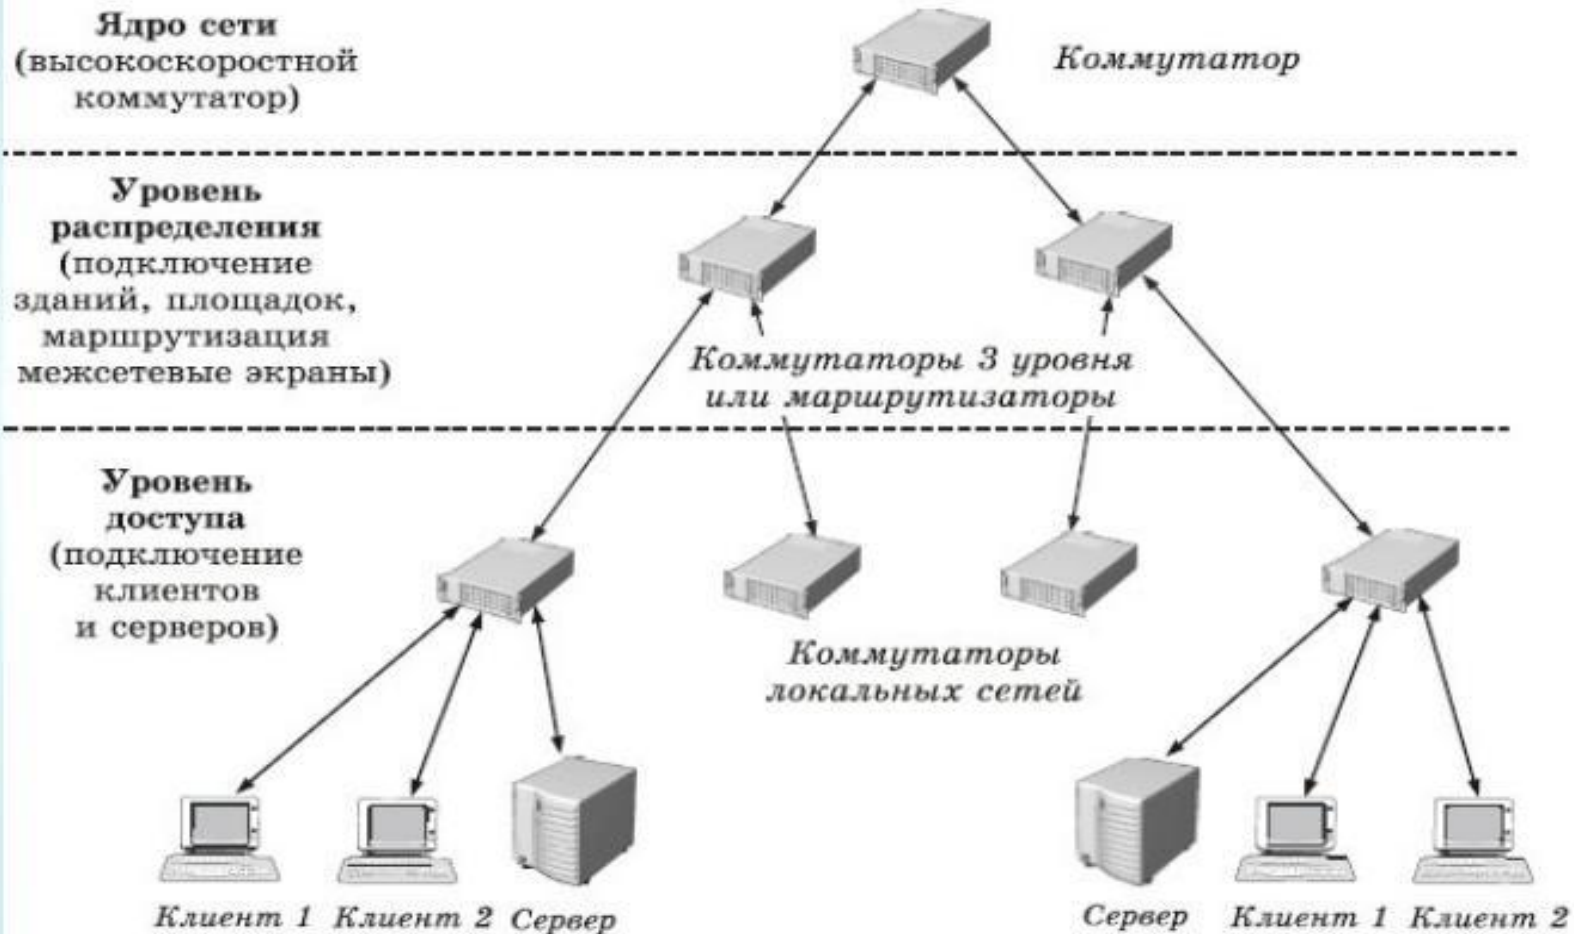 Ядро сети
(высокоскоростной
коммутатор)
Коммутатор
Уровень
распределения
(подключение
зданий, площадок,
маршрутизация
межсетевые экраны)
Коммутаторы 3 уровня
или маршрутизаторы
Уровень
доступа
(подключение
клиентов
и серверов)
Коммутаторы
локальных сетей
Клиент 1 Клиент 2 Сервер
Сервер Клиент 1 Клиент 2